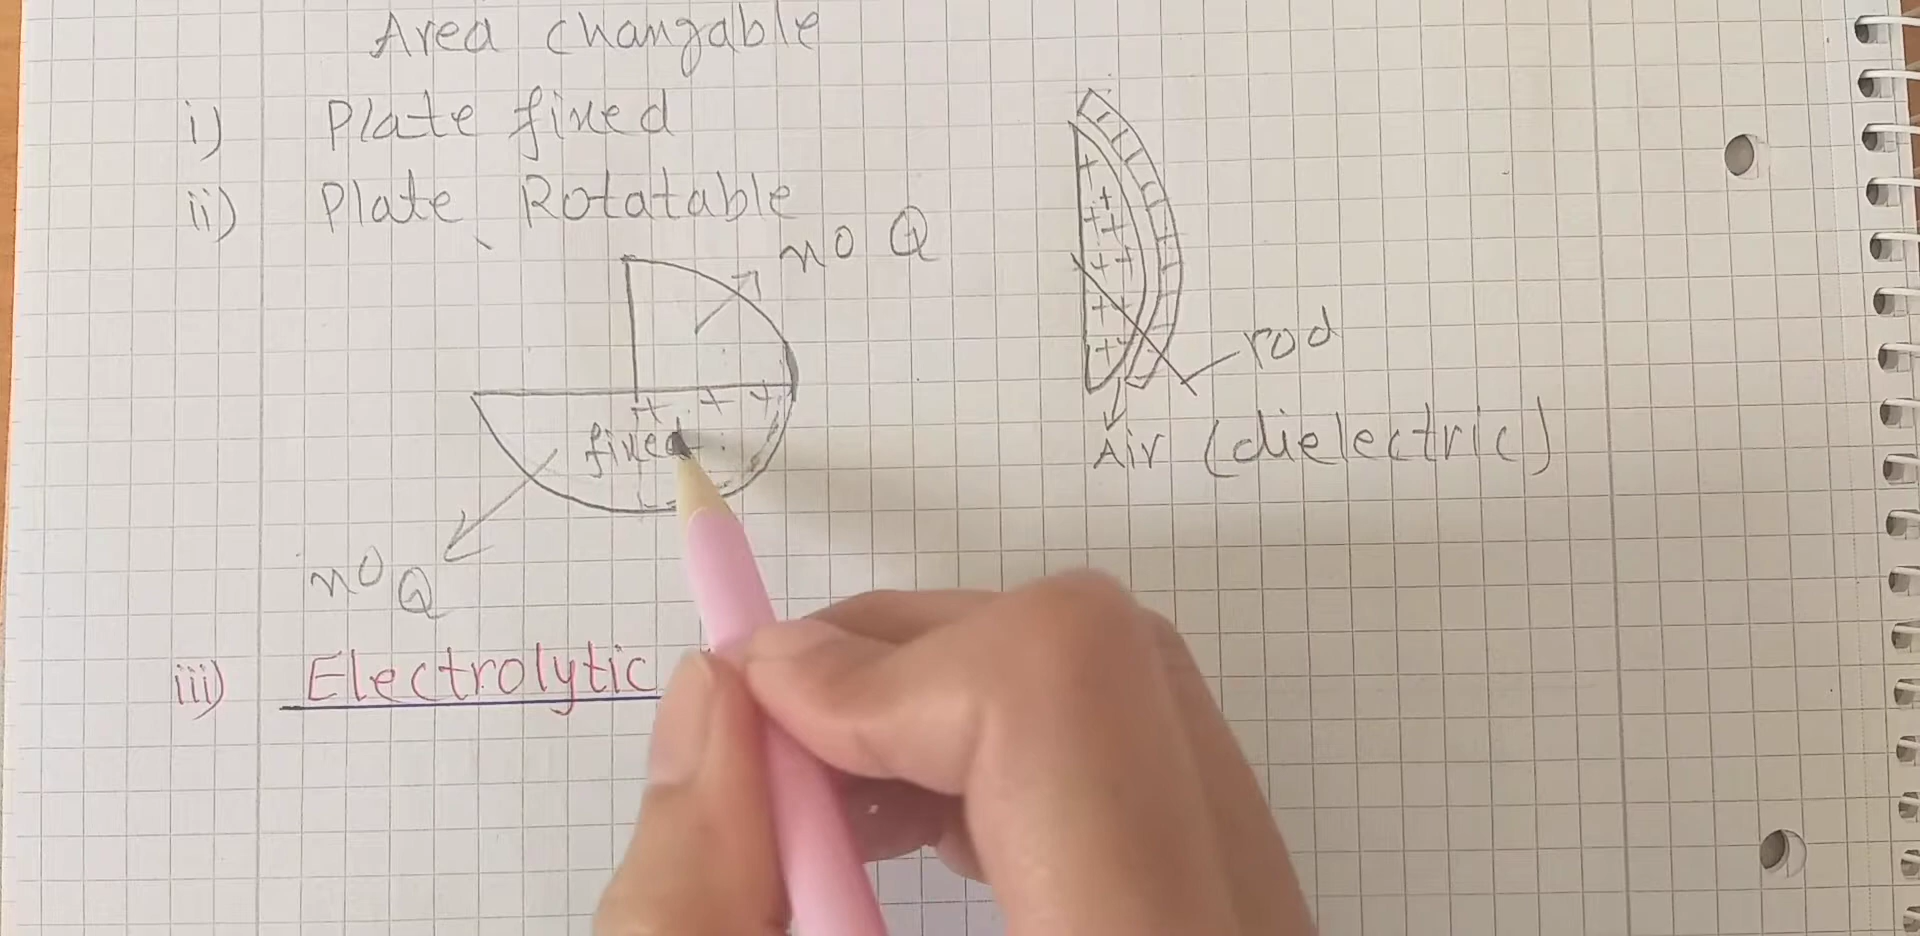 Area Changable
i) Plate fixed
ii) Plate Rotatable
no Q
+ + +
fixed
no Q
rod
Air (dielectric)
iii) Electrolytic